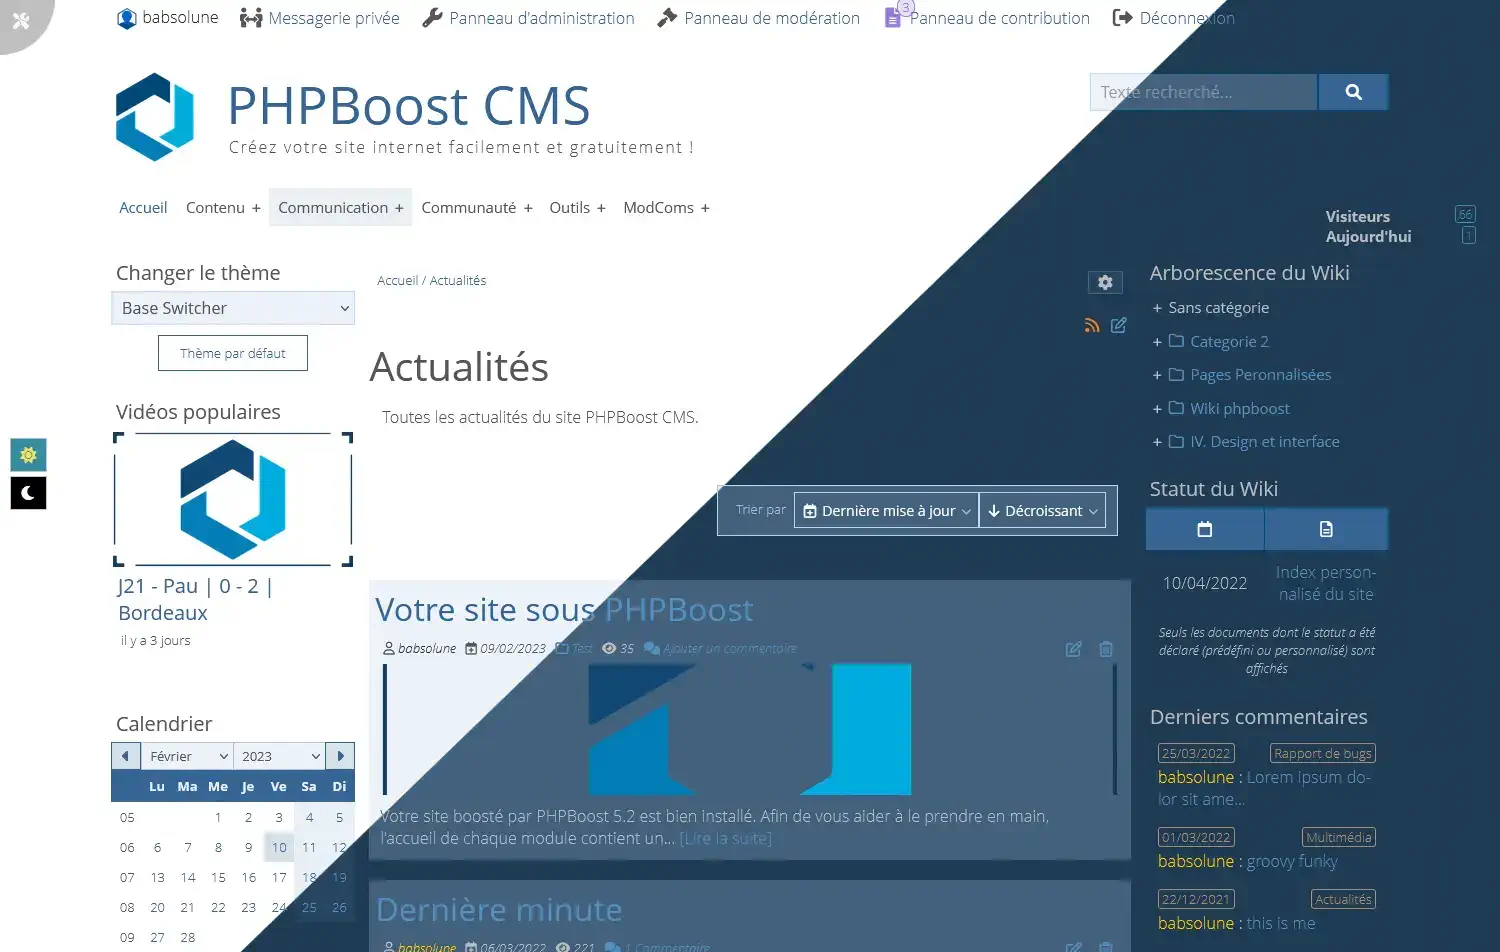 babsolune Messagerie privée Panneau d'administration Panneau de modération 3 Panneau de contribution Déconnexion
PHPBoost CMS
Créez votre site internet facilement et gratuitement !
Texte recherché...
Accueil Contenu + Communication + Communauté + Outils + ModComs +
Visiteurs 66
Aujourd'hui 1
Changer le thème
Base Switcher
Thème par défaut
Vidéos populaires
J21 - Pau | 0 - 2 |
Bordeaux
il y a 3 jours
Calendrier
Février 2023
Lu Ma Me Je Ve Sa Di
05 1 2 3 4 5
06 6 7 8 9 10 11 12
07 13 14 15 16 17 18 19
08 20 21 22 23 24 25 26
09 27 28
Accueil / Actualités
Actualités
Toutes les actualités du site PHPBoost CMS.
Trier par Dernière mise à jour Décroissant
Votre site sous PHPBoost
babsolune 09/02/2023 Test 35 Ajouter un commentaire
Votre site boosté par PHPBoost 5.2 est bien installé. Afin de vous aider à le prendre en main,
l'accueil de chaque module contient un... [Lire la suite]
Dernière minute
babsolune 06/03/2022 221 1 Commentaire
Arborescence du Wiki
+ Sans catégorie
+ Categorie 2
+ Pages Peronnalisées
+ Wiki phpboost
+ IV. Design et interface
Statut du Wiki
10/04/2022 Index person-
nalisé du site
Seuls les documents dont le statut a été
déclaré (prédéfini ou personnalisé) sont
affichés
Derniers commentaires
25/03/2022 Rapport de bugs
babsolune : Lorem ipsum do-
lor sit ame...
01/03/2022 Multimédia
babsolune : groovy funky
22/12/2021 Actualités
babsolune : this is me